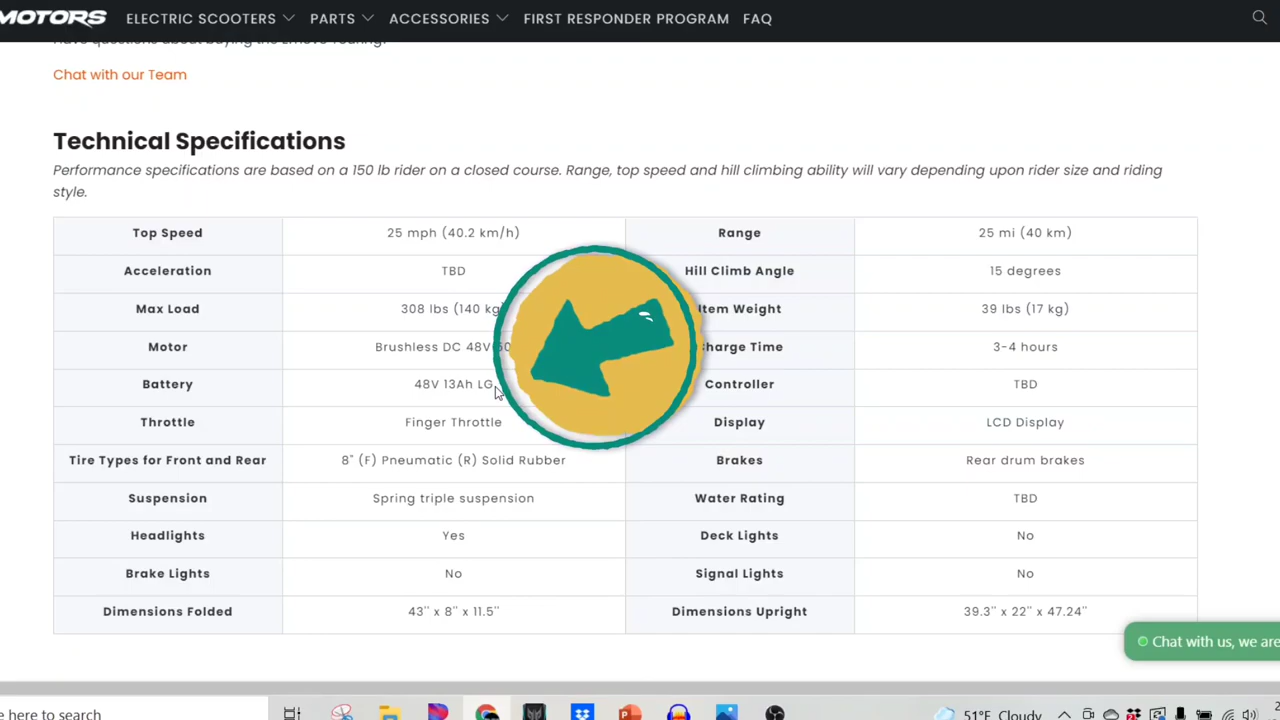 MOTORS ELECTRIC SCOOTERS PARTS ACCESSORIES FIRST RESPONDER PROGRAM FAQ
have questions about buying the Emove Touring.
Chat with our Team
Technical Specifications
Performance specifications are based on a 150 lb rider on a closed course. Range, top speed and hill climbing ability will vary depending upon rider size and riding
style.
Top Speed 25 mph (40.2 km/h) Range 25 mi (40 km)
Acceleration TBD Hill Climb Angle 15 degrees
Max Load 308 lbs (140 kg Item Weight 39 lbs (17 kg)
Motor Brushless DC 48V Charge Time 3-4 hours
Battery 48V 13Ah LG Controller TBD
Throttle Finger Throttle Display LCD Display
Tire Types for Front and Rear 8" (F) Pneumatic (R) Solid Rubber Brakes Rear drum brakes
Suspension Spring triple suspension Water Rating TBD
Headlights Yes Deck Lights No
Brake Lights No Signal Lights No
Dimensions Folded 43'' x 8'' x 11.5'' Dimensions Upright 39.3'' x 22'' x 47.24''
Chat with us, we are
e here to search 51°F Cloudy